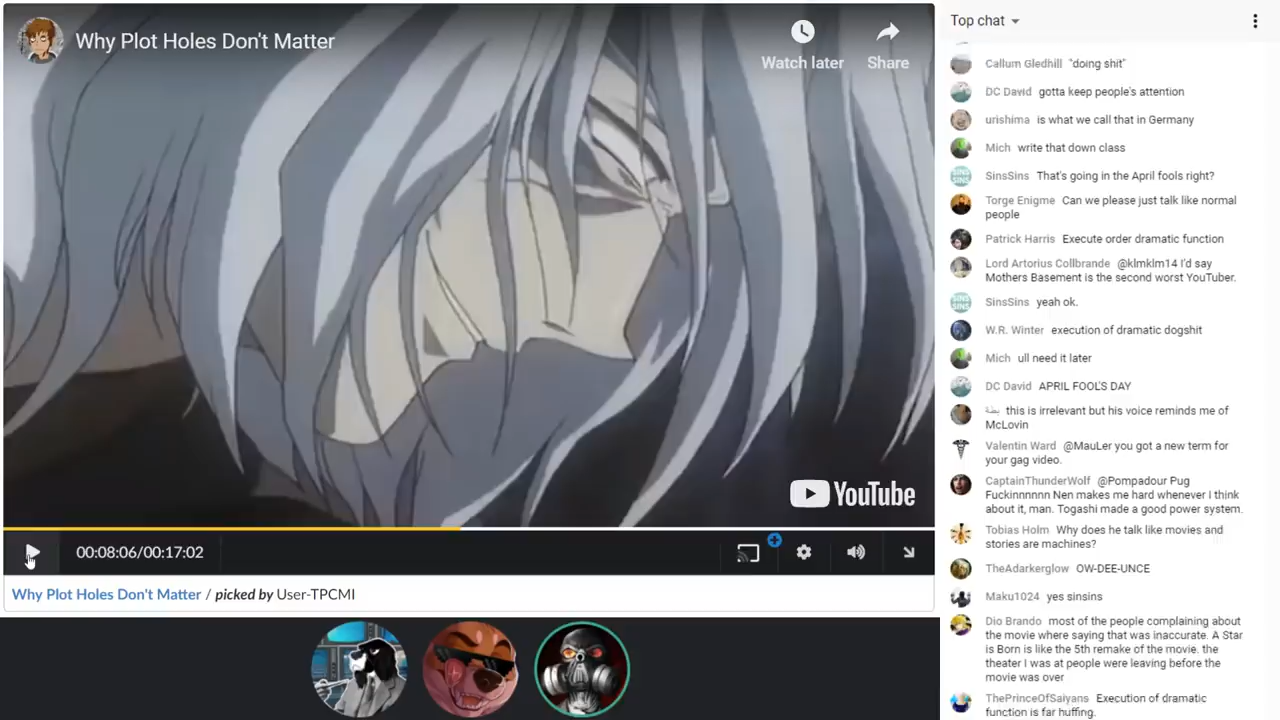 Why Plot Holes Don't Matter
Watch later
Share
YouTube
00:08:06/00:17:02
Why Plot Holes Don't Matter / picked by User-TPCMI
Top chat
Callum Gledhill "doing shit"
DC David gotta keep people's attention
urishima is what we call that in Germany
Mich write that down class
SINS SINS
SinsSins That's going in the April fools right?
Torge Enigme Can we please just talk like normal
people
Patrick Harris Execute order dramatic function
Lord Artorius Collbrande @klmklm14 I'd say
Mothers Basement is the second worst YouTuber.
SINS SINS
SinsSins yeah ok.
W.R. Winter execution of dramatic dogshit
Mich ull need it later
DC David APRIL FOOL'S DAY
بطة this is irrelevant but his voice reminds me of
McLovin
Valentin Ward @MauLer you got a new term for
your gag video.
CaptainThunderWolf @Pompadour Pug
Fuckinnnnnn Nen makes me hard whenever I think
about it, man. Togashi made a good power system.
Tobias Holm Why does he talk like movies and
stories are machines?
TheAdarkerglow OW-DEE-UNCE
Maku1024 yes sinsins
Dio Brando most of the people complaining about
the movie where saying that was inaccurate. A Star
is Born is like the 5th remake of the movie. the
theater I was at people were leaving before the
movie was over
ThePrinceOfSaiyans Execution of dramatic
function is far huffing.